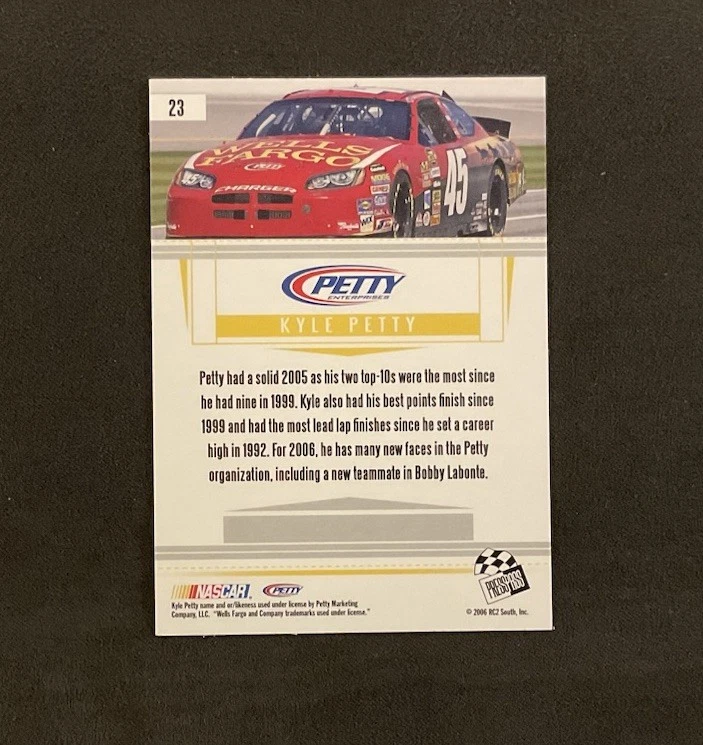 23
WELLS
FARGO
PETTY
CHARGER
45
PETTY
ENTERPRISES
KYLE PETTY
Petty had a solid 2005 as his two top-10s were the most since
he had nine in 1999. Kyle also had his best points finish since
1999 and had the most lead lap finishes since he set a career
high in 1992. For 2006, he has many new faces in the Petty
organization, including a new teammate in Bobby Labonte.
NASCAR. PETTY
PRESS PASS
Kyle Petty name and or/likeness used under license by Petty Marketing
Company, LLC. "Wells Fargo and Company trademarks used under license."
© 2006 RC2 South, Inc.